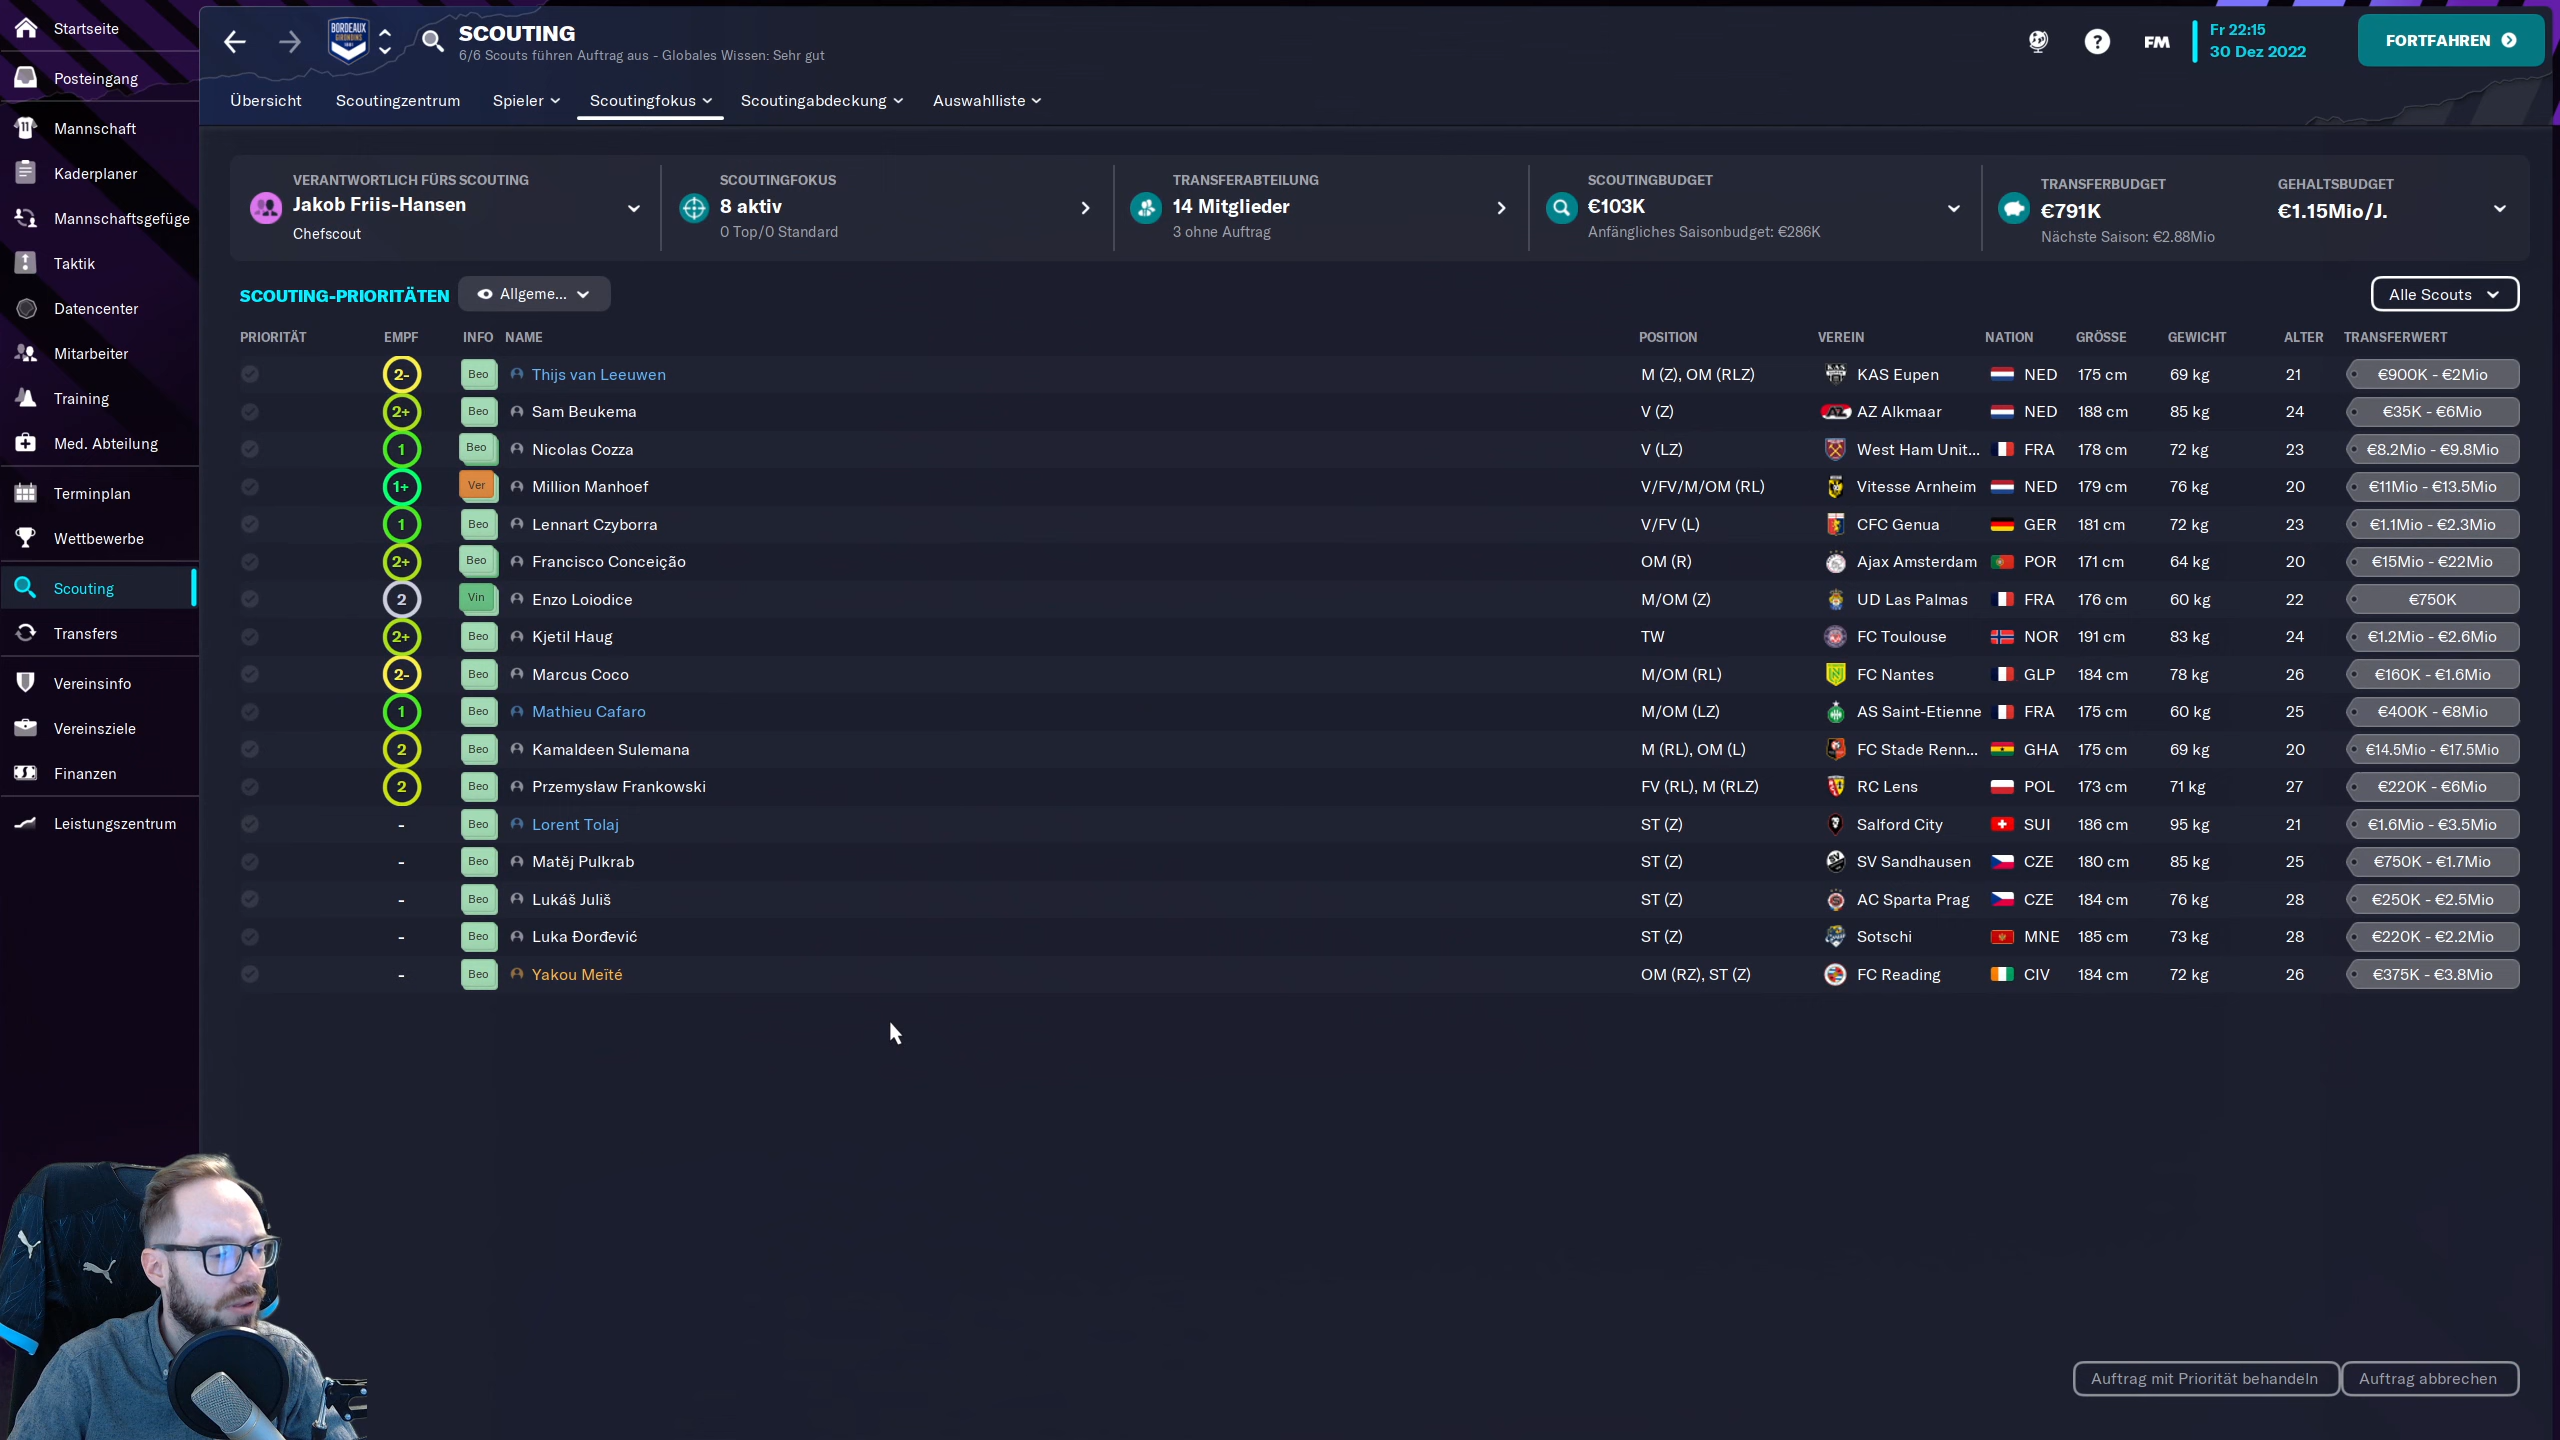 Startseite
Posteingang
Mannschaft
Kaderplaner
Mannschaftsgefüge
Taktik
Datencenter
Mitarbeiter
Training
Med. Abteilung
Terminplan
Wettbewerbe
Scouting
Transfers
Vereinsinfo
Vereinsziele
Finanzen
Leistungszentrum
BORDEAUX
GIRONDINS
SCOUTING
6/6 Scouts führen Auftrag aus - Globales Wissen: Sehr gut
FM
Fr 22:15
30 Dez 2022
FORTFAHREN
Übersicht Scoutingzentrum Spieler Scoutingfokus Scoutingabdeckung Auswahlliste
VERANTWORTLICH FÜRS SCOUTING
Jakob Friis-Hansen
Chefscout
SCOUTINGFOKUS
8 aktiv
0 Top/0 Standard
TRANSFERABTEILUNG
14 Mitglieder
3 ohne Auftrag
SCOUTINGBUDGET
€103K
Anfängliches Saisonbudget: €286K
TRANSFERBUDGET
€791K
Nächste Saison: €2.88Mio
GEHALTSBUDGET
€1.15Mio/J.
SCOUTING-PRIORITÄTEN Allgeme... Alle Scouts
PRIORITÄT EMPF INFO NAME POSITION VEREIN NATION GRÖSSE GEWICHT ALTER TRANSFERWERT
2- Beo Thijs van Leeuwen M (Z), OM (RLZ) KAS Eupen NED 175 cm 69 kg 21 €900K - €2Mio
2+ Beo Sam Beukema V (Z) AZ Alkmaar NED 188 cm 85 kg 24 €35K - €6Mio
1 Beo Nicolas Cozza V (LZ) West Ham Unit... FRA 178 cm 72 kg 23 €8.2Mio - €9.8Mio
1+ Ver Million Manhoef V/FV/M/OM (RL) Vitesse Arnheim NED 179 cm 76 kg 20 €11Mio - €13.5Mio
1 Beo Lennart Czyborra V/FV (L) CFC Genua GER 181 cm 72 kg 23 €1.1Mio - €2.3Mio
2+ Beo Francisco Conceição OM (R) Ajax Amsterdam POR 171 cm 64 kg 20 €15Mio - €22Mio
2 Vin Enzo Loiodice M/OM (Z) UD Las Palmas FRA 176 cm 60 kg 22 €750K
2+ Beo Kjetil Haug TW FC Toulouse NOR 191 cm 83 kg 24 €1.2Mio - €2.6Mio
2- Beo Marcus Coco M/OM (RL) FC Nantes GLP 184 cm 78 kg 26 €160K - €1.6Mio
1 Beo Mathieu Cafaro M/OM (LZ) AS Saint-Etienne FRA 175 cm 60 kg 25 €400K - €8Mio
2 Beo Kamaldeen Sulemana M (RL), OM (L) FC Stade Renn... GHA 175 cm 69 kg 20 €14.5Mio - €17.5Mio
2 Beo Przemyslaw Frankowski FV (RL), M (RLZ) RC Lens POL 173 cm 71 kg 27 €220K - €6Mio
- Beo Lorent Tolaj ST (Z) Salford City SUI 186 cm 95 kg 21 €1.6Mio - €3.5Mio
- Beo Matěj Pulkrab ST (Z) SV Sandhausen CZE 180 cm 85 kg 25 €750K - €1.7Mio
- Beo Lukáš Juliš ST (Z) AC Sparta Prag CZE 184 cm 76 kg 28 €250K - €2.5Mio
- Beo Luka Đorđević ST (Z) Sotschi MNE 185 cm 73 kg 28 €220K - €2.2Mio
- Beo Yakou Meïté OM (RZ), ST (Z) FC Reading CIV 184 cm 72 kg 26 €375K - €3.8Mio
Auftrag mit Priorität behandeln Auftrag abbrechen